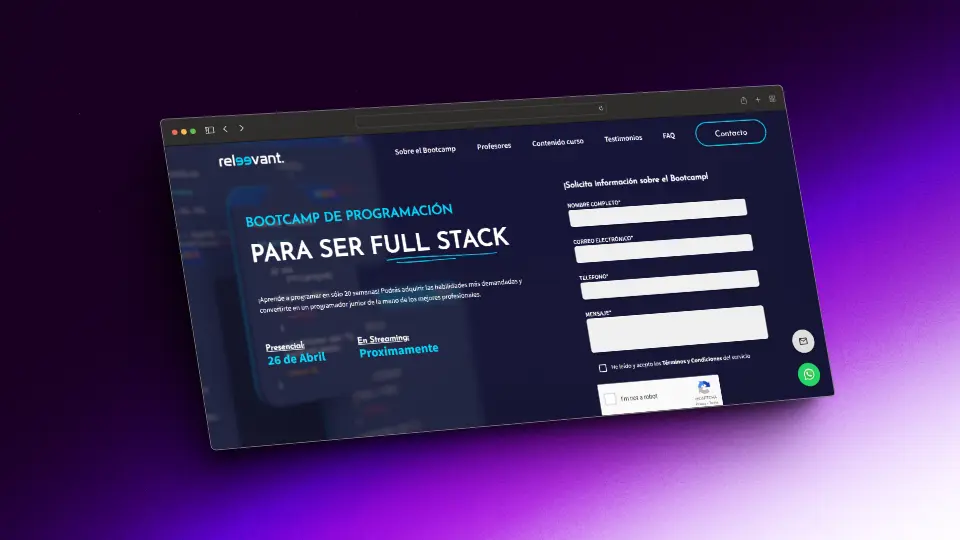 releevant.
Sobre el Bootcamp
Profesores
Contenido curso
Testimonios
FAQ
Contacto
BOOTCAMP DE PROGRAMACIÓN
PARA SER FULL STACK
¡Aprende a programar en sólo 20 semanas! Podrás adquirir las habilidades más demandadas y
convertirte en un programador junior de la mano de los mejores profesionales.
Presencial:
26 de Abril
En Streaming:
Proximamente
¡Solicita información sobre el Bootcamp!
NOMBRE COMPLETO*
CORREO ELECTRÓNICO*
TELEFONO*
MENSAJE*
He leído y acepto los Términos y Condiciones del servicio
I'm not a robot
reCAPTCHA
Privacy - Terms